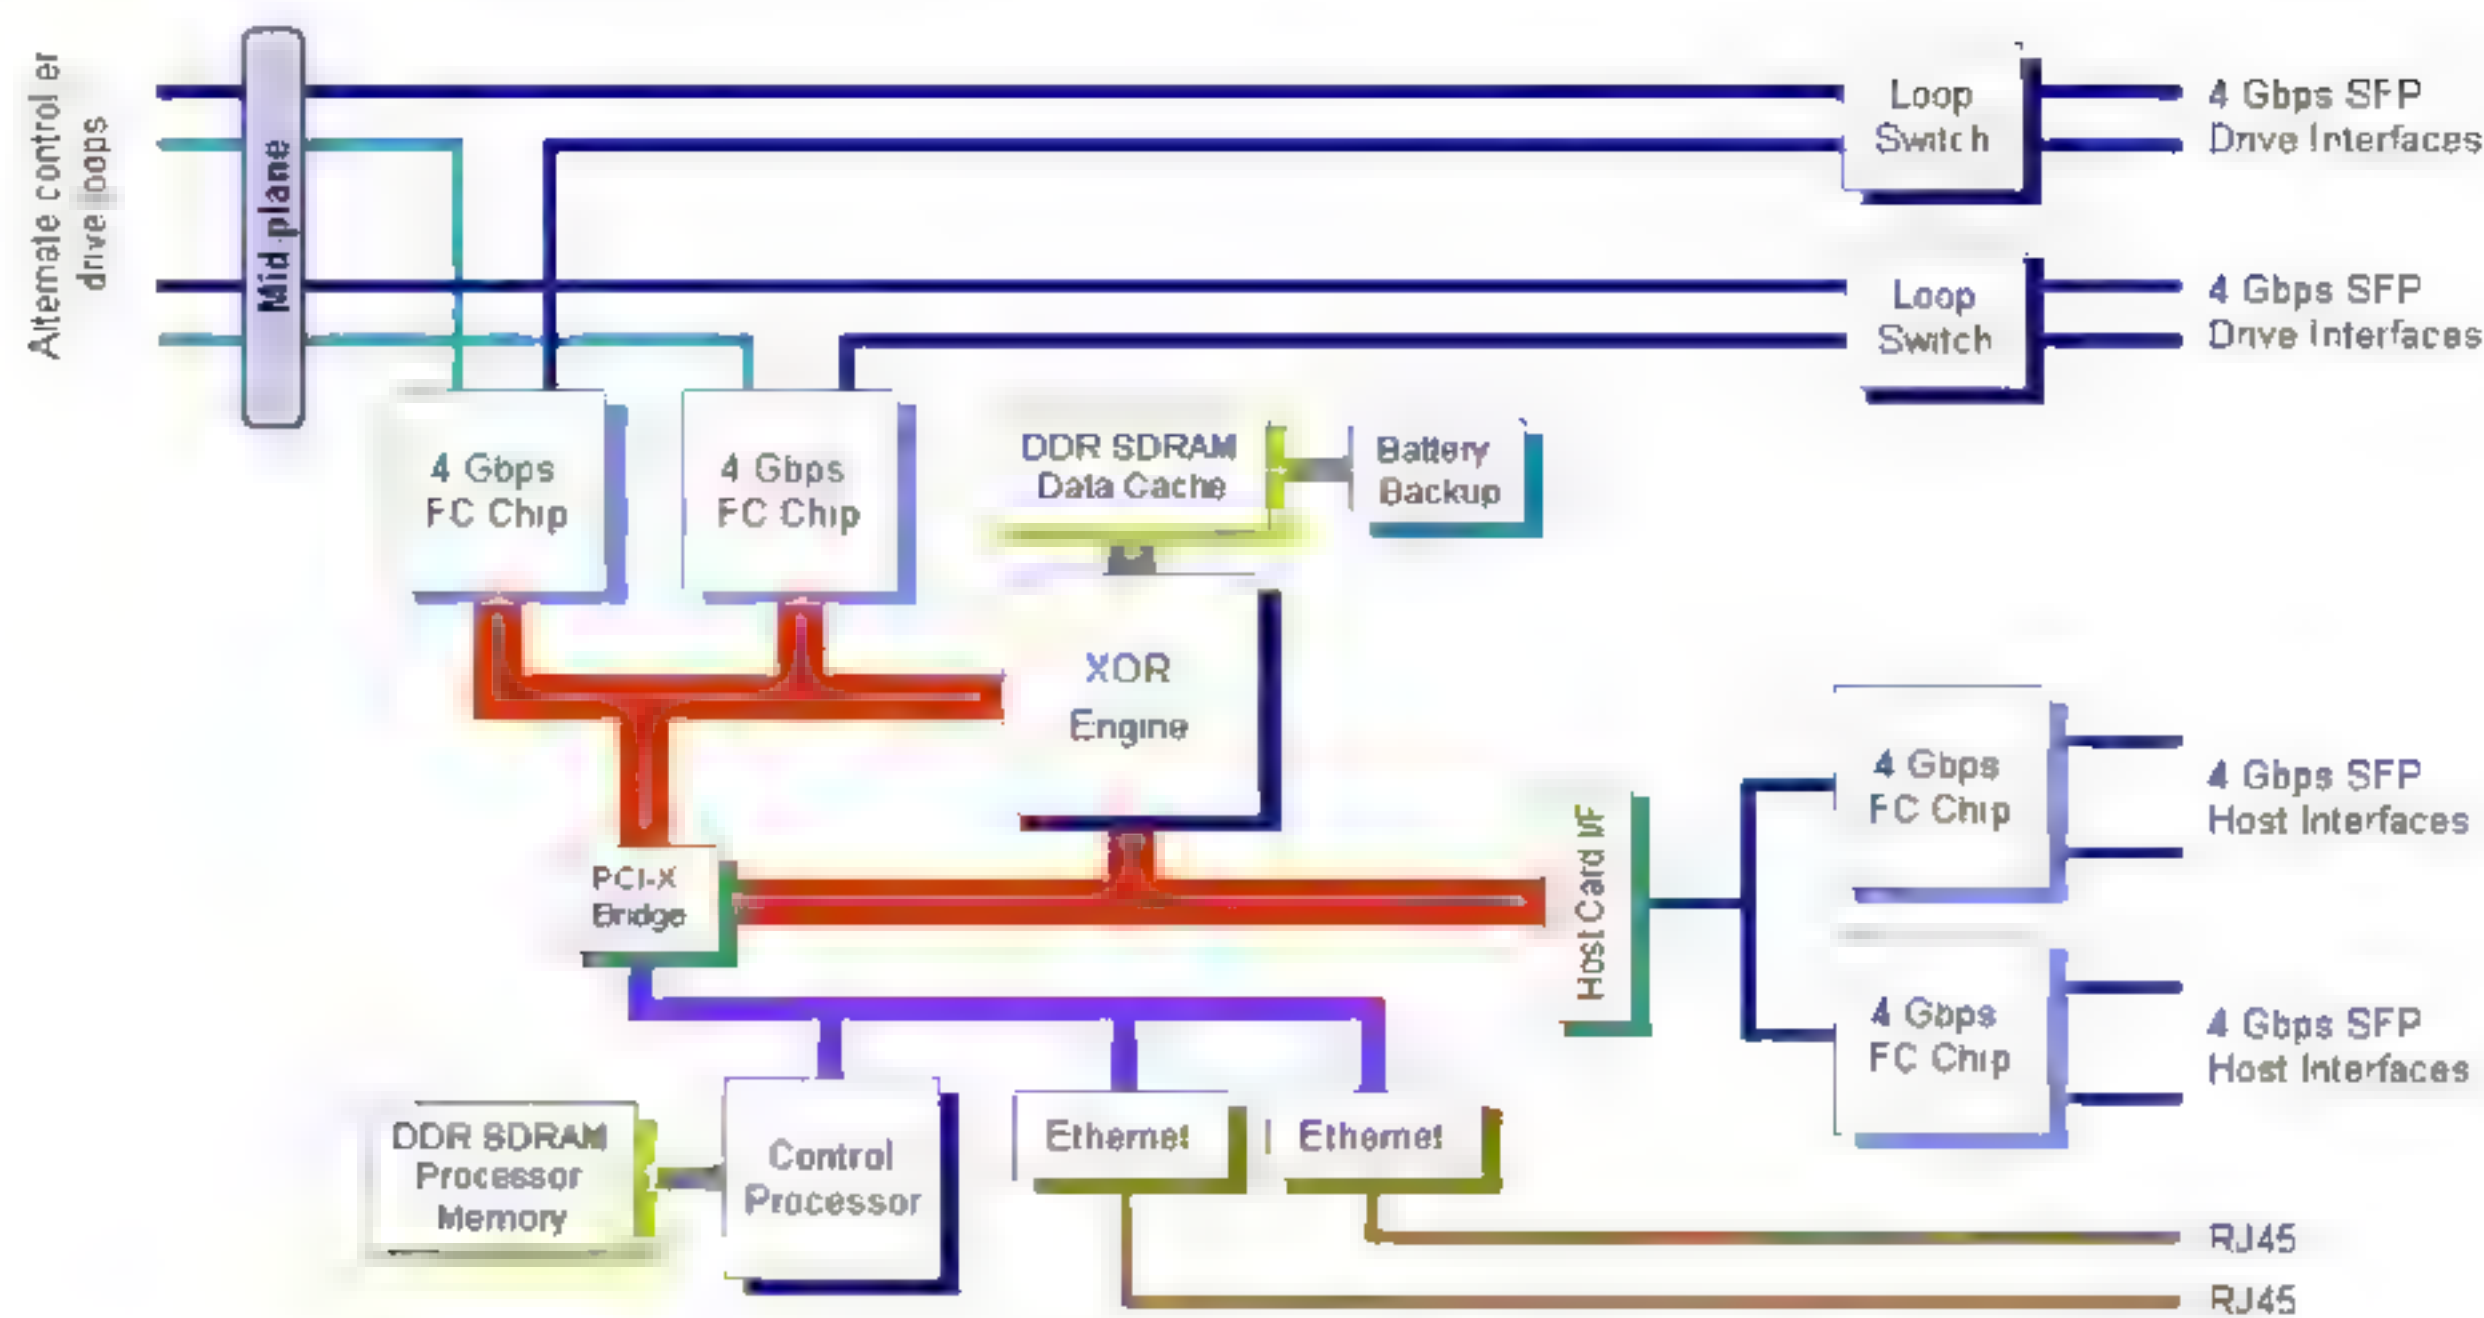 Alternate controller
drive loops
Mid-plane
Loop
Switch
4 Gbps SFP
Drive Interfaces
Loop
Switch
4 Gbps SFP
Drive Interfaces
4 Gbps
FC Chip
4 Gbps
FC Chip
DDR SDRAM
Data Cache
Battery
Backup
XOR
Engine
PCI-X
Bridge
Host Card I/F
4 Gbps
FC Chip
4 Gbps SFP
Host Interfaces
4 Gbps
FC Chip
4 Gbps SFP
Host Interfaces
DDR SDRAM
Processor
Memory
Control
Processor
Ethernet
Ethernet
RJ45
RJ45